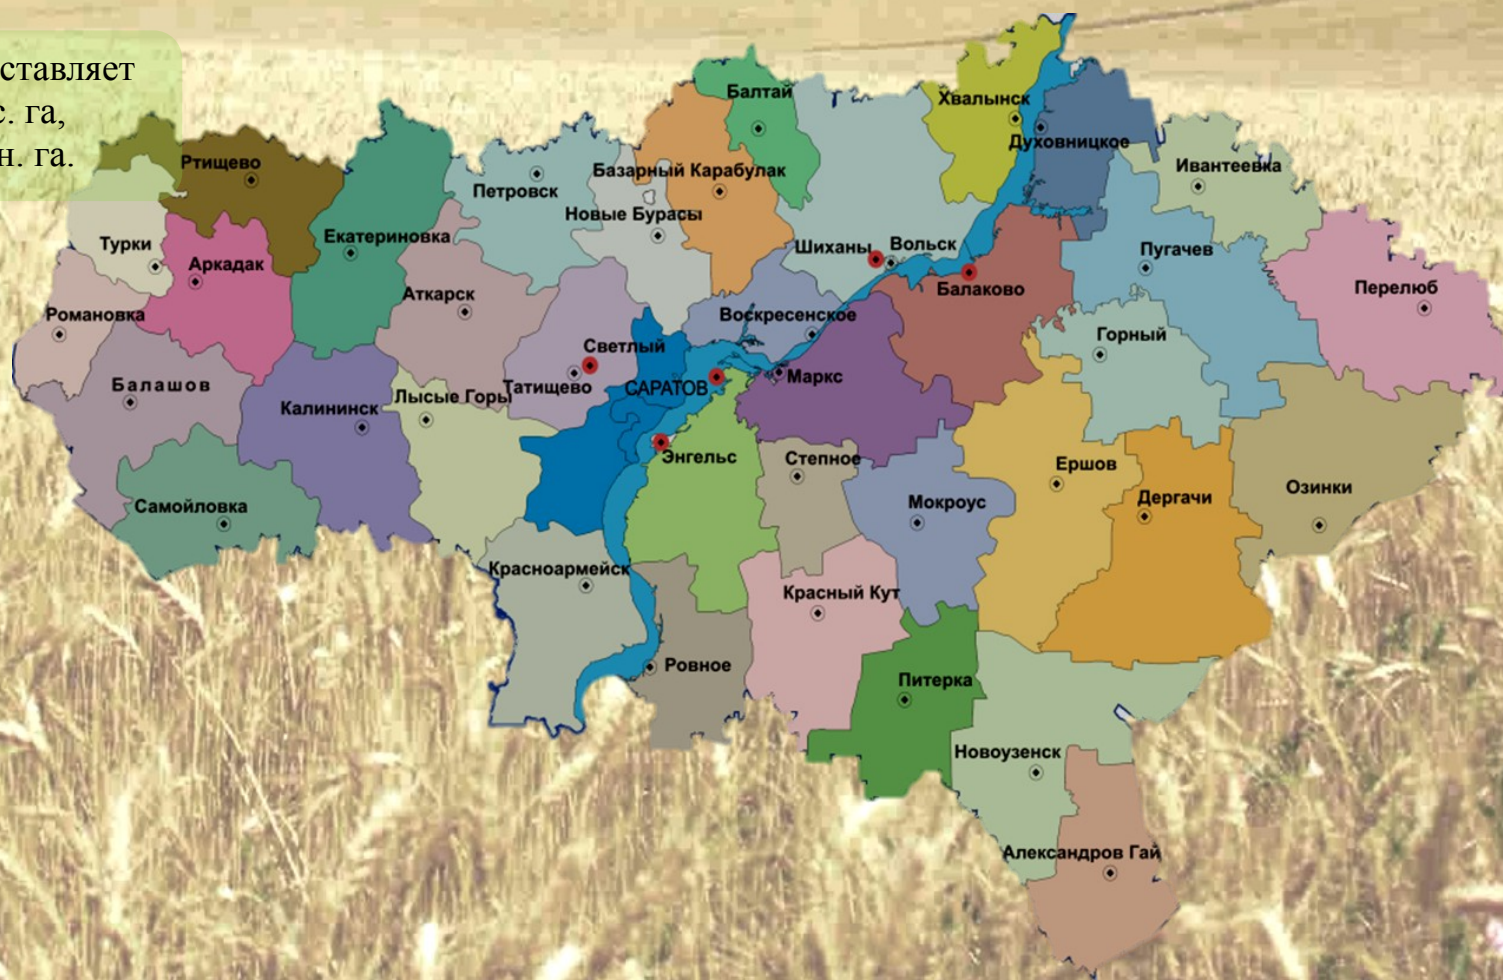 ставляет
с. га,
н. га.
Балтай
Хвалынск
Духовницкое
Ртищево
Петровск
Базарный Карабулак
Ивантеевка
Новые Бурасы
Турки
Екатериновка
Шиханы
Вольск
Пугачев
Аркадак
Аткарск
Балаково
Перелюб
Романовка
Воскресенское
Горный
Светлый
Балашов
Татищево
САРАТОВ
Маркс
Калининск
Лысые Горы
Энгельс
Степное
Ершов
Самойловка
Мокроус
Дергачи
Озинки
Красноармейск
Красный Кут
Ровное
Питерка
Новоузенск
Александров Гай